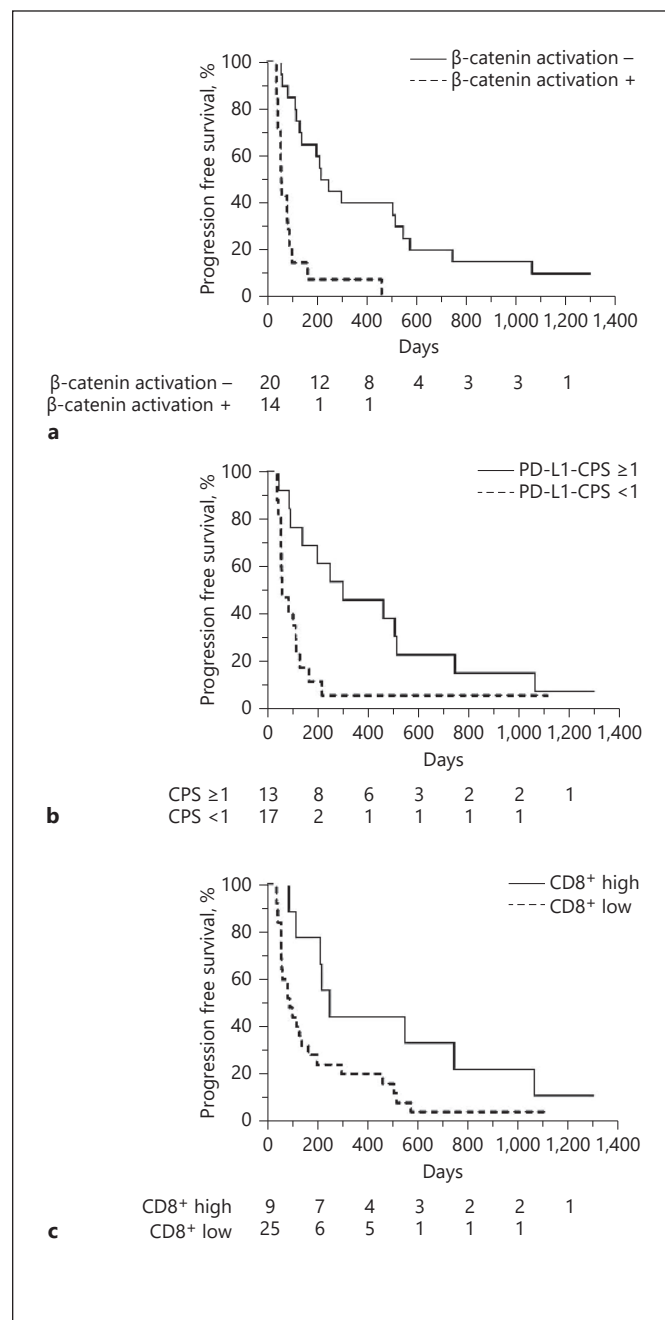 β-catenin activation –
β-catenin activation +
Progression free survival, %
100
80
60
40
20
0
0 200 400 600 800 1,000 1,200 1,400
Days
β-catenin activation – 20 12 8 4 3 3 1
β-catenin activation + 14 1 1
a
PD-L1-CPS ≥1
PD-L1-CPS <1
Progression free survival, %
100
80
60
40
20
0
0 200 400 600 800 1,000 1,200 1,400
Days
CPS ≥1 13 8 6 3 2 2 1
b CPS <1 17 2 1 1 1 1
CD8⁺ high
CD8⁺ low
Progression free survival, %
100
80
60
40
20
0
0 200 400 600 800 1,000 1,200 1,400
Days
CD8⁺ high 9 7 4 3 2 2 1
c CD8⁺ low 25 6 5 1 1 1